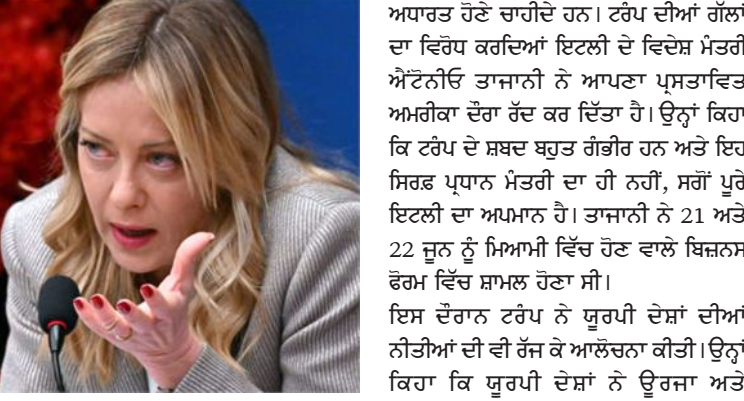 ਅਧਾਰਤ ਹੋਣੇ ਚਾਹੀਦੇ ਹਨ। ਟਰੰਪ ਦੀਆਂ ਗੱਲਾਂ
ਦਾ ਵਿਰੋਧ ਕਰਦਿਆਂ ਇਟਲੀ ਦੇ ਵਿਦੇਸ਼ ਮੰਤਰੀ
ਐਂਟੋਨੀਓ ਤਾਜਾਨੀ ਨੇ ਆਪਣਾ ਪ੍ਰਸਤਾਵਿਤ
ਅਮਰੀਕਾ ਦੌਰਾ ਰੱਦ ਕਰ ਦਿੱਤਾ ਹੈ। ਉਨ੍ਹਾਂ ਕਿਹਾ
ਕਿ ਟਰੰਪ ਦੇ ਸ਼ਬਦ ਬਹੁਤ ਗੰਭੀਰ ਹਨ ਅਤੇ ਇਹ
ਸਿਰਫ਼ ਪ੍ਰਧਾਨ ਮੰਤਰੀ ਦਾ ਹੀ ਨਹੀਂ, ਸਗੋਂ ਪੂਰੇ
ਇਟਲੀ ਦਾ ਅਪਮਾਨ ਹੈ। ਤਾਜਾਨੀ ਨੇ 21 ਅਤੇ
22 ਜੂਨ ਨੂੰ ਮਿਆਮੀ ਵਿੱਚ ਹੋਣ ਵਾਲੇ ਬਿਜ਼ਨਸ
ਫੋਰਮ ਵਿੱਚ ਸ਼ਾਮਲ ਹੋਣਾ ਸੀ।
ਇਸ ਦੌਰਾਨ ਟਰੰਪ ਨੇ ਯੂਰਪੀ ਦੇਸ਼ਾਂ ਦੀਆਂ
ਨੀਤੀਆਂ ਦੀ ਵੀ ਰੱਜ ਕੇ ਆਲੋਚਨਾ ਕੀਤੀ। ਉਨ੍ਹਾਂ
ਕਿਹਾ ਕਿ ਯੂਰਪੀ ਦੇਸ਼ਾਂ ਨੇ ਊਰਜਾ ਅਤੇ